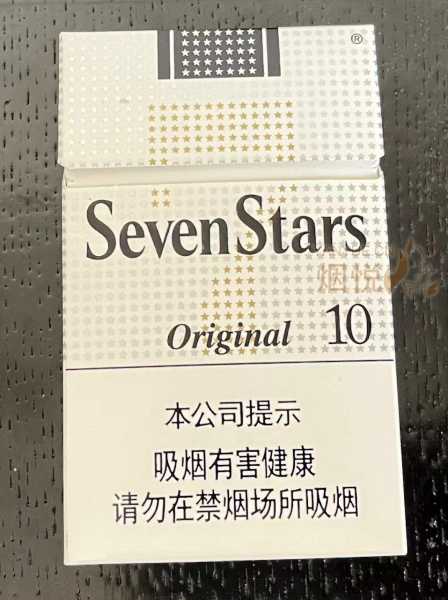 ®
Seven Stars
烟悦
Original 10
本公司提示
吸烟有害健康
请勿在禁烟场所吸烟